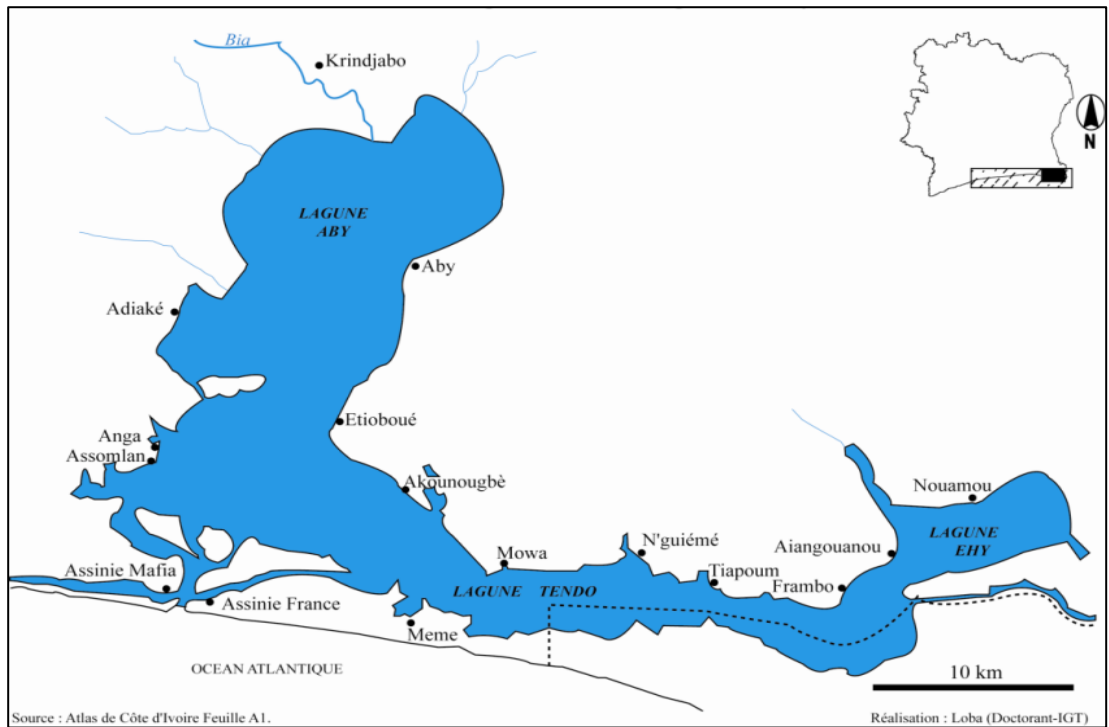 Bia
Krindjabo
N
LAGUNE
ABY
Aby
Adiaké
Etioboué
Anga
Assomlan
Akounougbè
Nouamou
LAGUNE
EHY
Mowa
N'guiémé
Aiangouanou
Tiapoum
Frambo
Assinie Mafia
LAGUNE TENDO
Assinie France
Meme
OCEAN ATLANTIQUE
10 km
Source : Atlas de Côte d'Ivoire Feuille A1.
Réalisation : Loba (Doctorant-IGT)